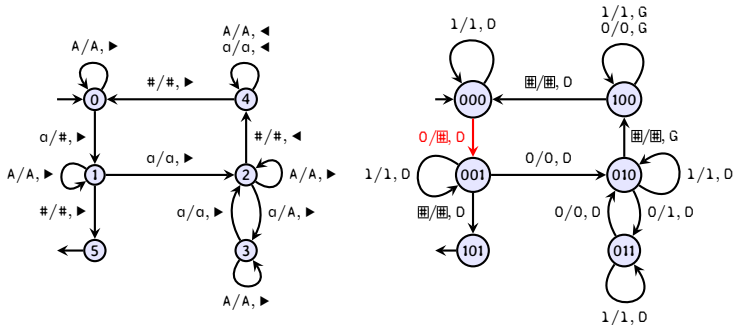 A/A, ►
#/#, ►
A/A, ◄
a/a, ◄
0
4
a/#, ►
#/#, ◄
A/A, ►
a/a, ►
1
2
A/A, ►
#/#, ►
a/a, ►
a/A, ►
5
3
A/A, ►
1/1, D
⊞/⊞, D
1/1, G
0/0, G
000
100
0/⊞, D
⊞/⊞, G
1/1, D
0/0, D
001
010
1/1, D
⊞/⊞, D
0/0, D
0/1, D
101
011
1/1, D